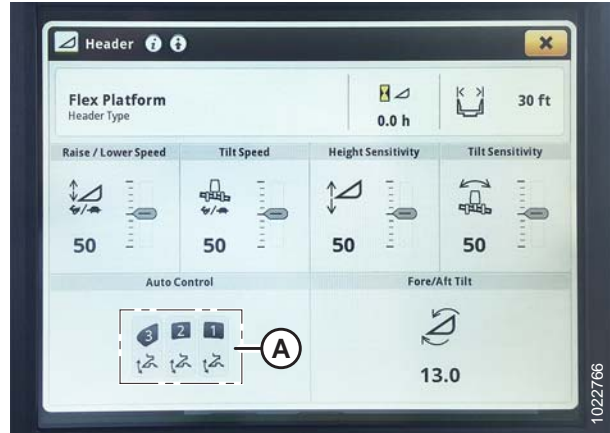 Header
Flex Platform
Header Type
0.0 h
30 ft
Raise / Lower Speed
Tilt Speed
Height Sensitivity
Tilt Sensitivity
50
50
50
50
Auto Control
Fore/Aft Tilt
3 2 1
A
13.0
1022766